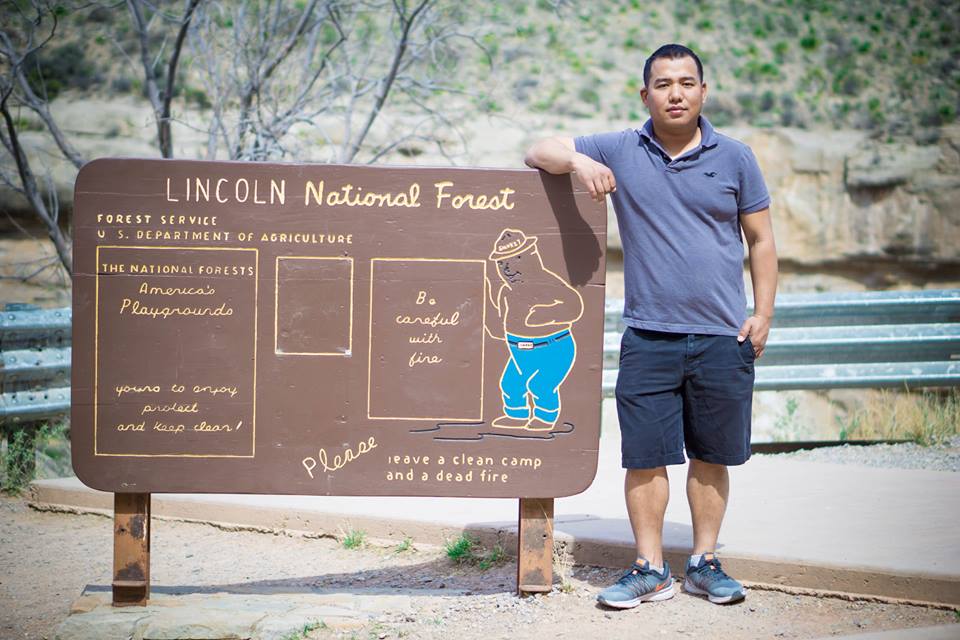 LINCOLN National Forest
FOREST SERVICE
U. S. DEPARTMENT OF AGRICULTURE
THE NATIONAL FORESTS
America's
Playgrounds
yours to enjoy
protect
and keep clean!
Be
careful
with
fire
SMOKEY
Please
leave a clean camp
and a dead fire